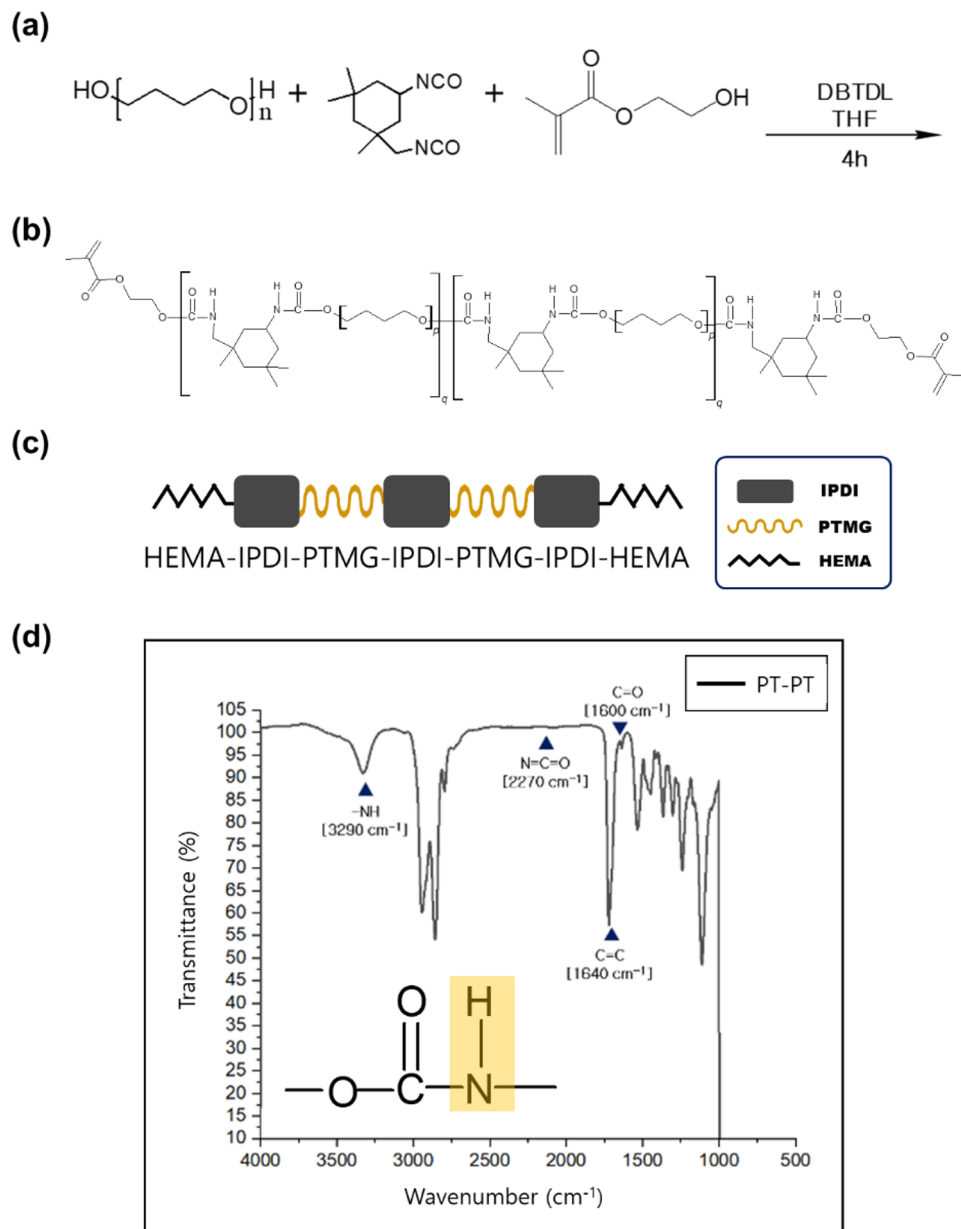 (a)
HO [ O ] H n + NCO NCO + O O OH DBTDL
THF
4h
(b)
O O O H H N N O O O O p O O H N H N O O O O p O O H N H N O O O O
q q
(c)
HEMA-IPDI-PTMG-IPDI-PTMG-IPDI-HEMA
IPDI
PTMG
HEMA
(d)
PT-PT
C=O
[1600 cm⁻¹]
N=C=O
[2270 cm⁻¹]
–NH
[3290 cm⁻¹]
C=C
[1640 cm⁻¹]
105
100
95
90
85
80
75
70
65
60
55
50
45
40
35
30
25
20
15
10
Transmittance (%)
O H
O C N
4000 3500 3000 2500 2000 1500 1000 500
Wavenumber (cm⁻¹)